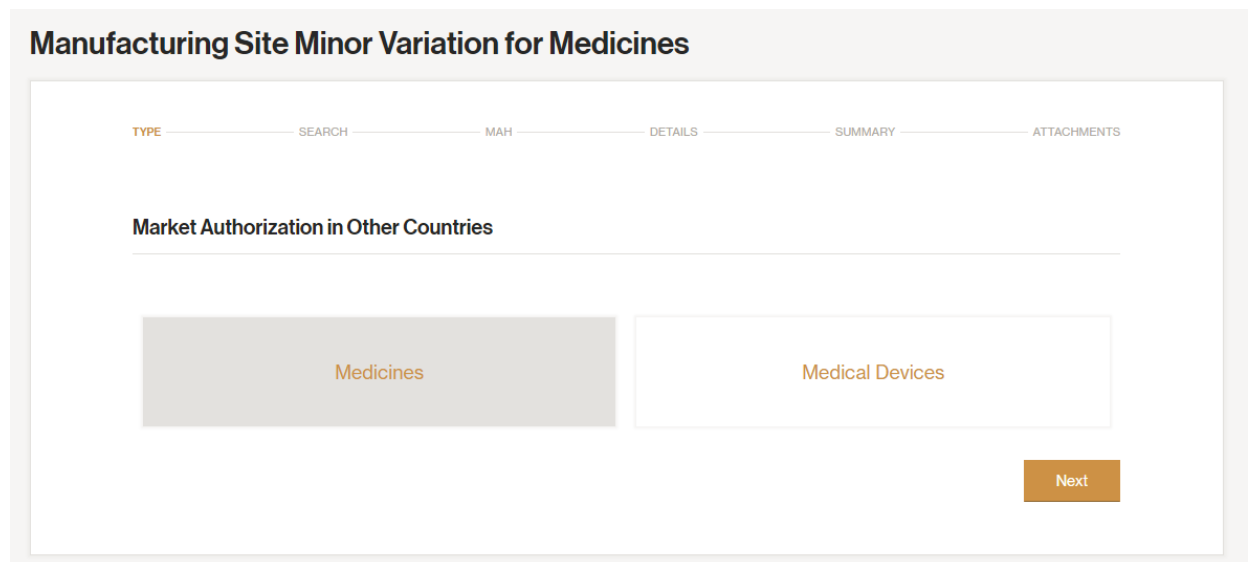 Manufacturing Site Minor Variation for Medicines
TYPE SEARCH MAH DETAILS SUMMARY ATTACHMENTS
Market Authorization in Other Countries
Medicines Medical Devices
Next